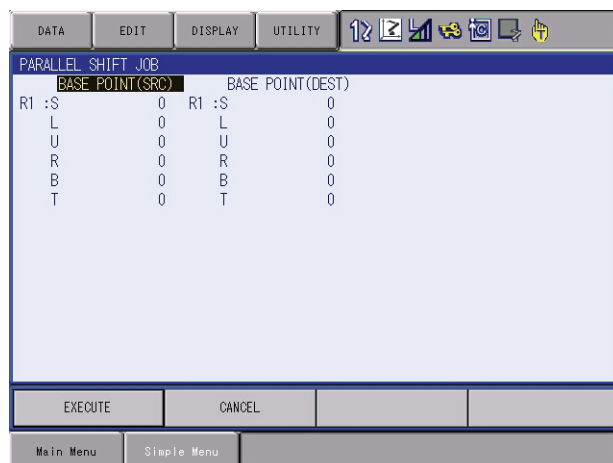 DATA EDIT DISPLAY UTILITY
PARALLEL SHIFT JOB
BASE POINT(SRC) BASE POINT(DEST)
R1 :S 0 R1 :S 0
L 0 L 0
U 0 U 0
R 0 R 0
B 0 B 0
T 0 T 0
EXECUTE CANCEL
Main Menu Simple Menu